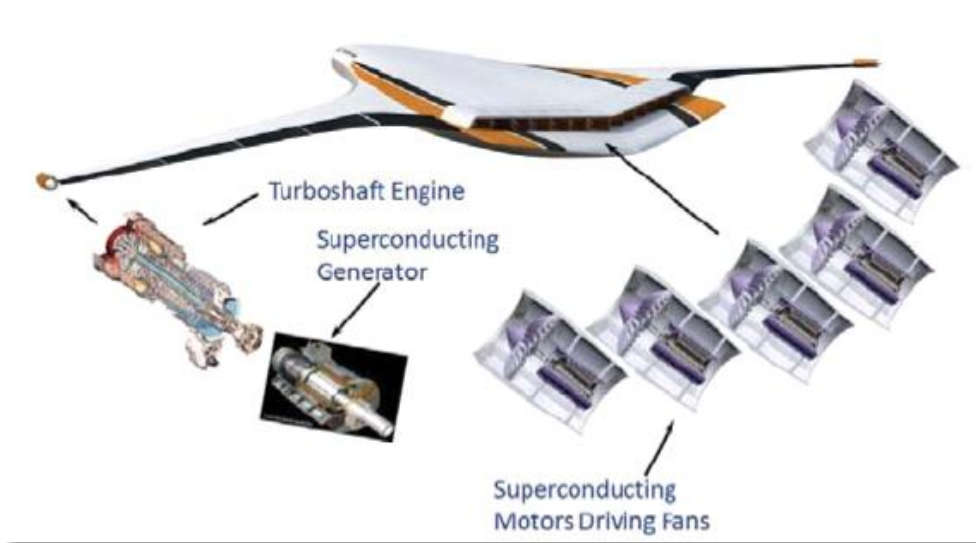 Turboshaft Engine
Superconducting
Generator
Superconducting
Motors Driving Fans